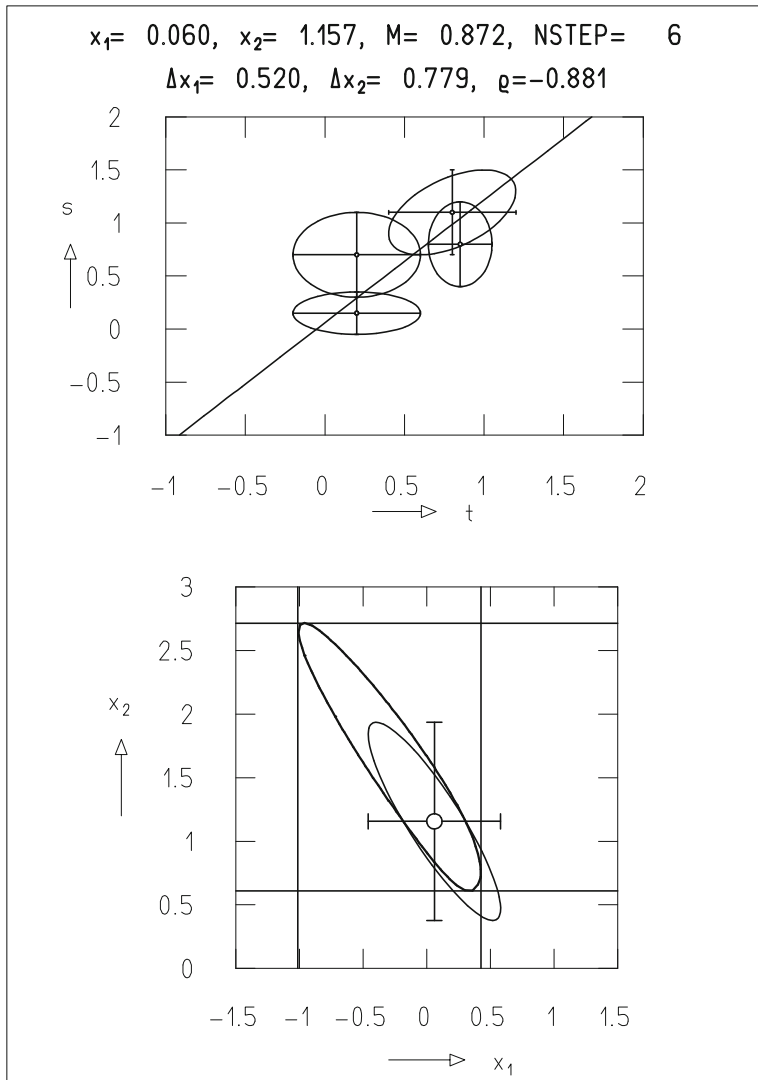 x₁= 0.060, x₂= 1.157, M= 0.872, NSTEP= 6
Δx₁= 0.520, Δx₂= 0.779, ϱ=−0.881
2
1.5
s
1
0.5
0
−0.5
−1
−1 −0.5 0 0.5 1 1.5 2
t
3
2.5
x₂
2
1.5
1
0.5
0
−1.5 −1 −0.5 0 0.5 1 1.5
x₁